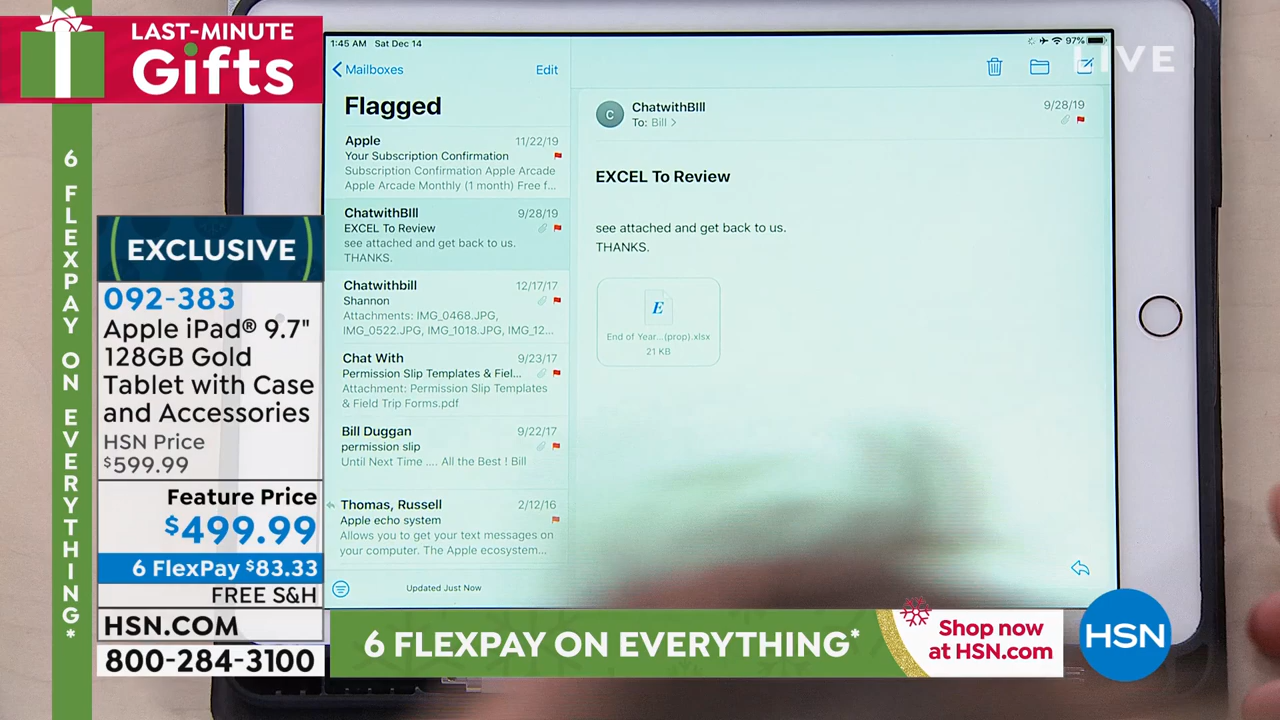 LAST-MINUTE
Gifts
6 FLEXPAY ON EVERYTHING*
EXCLUSIVE
092-383
Apple iPad® 9.7"
128GB Gold
Tablet with Case
and Accessories
HSN Price
$599.99
Feature Price
$499.99
6 FlexPay $83.33
FREE S&H
HSN.COM
800-284-3100
1:45 AM Sat Dec 14
97%
LIVE
Mailboxes
Edit
Flagged
Apple 11/22/19
Your Subscription Confirmation
Subscription Confirmation Apple Arcade
Apple Arcade Monthly (1 month) Free f...
ChatwithBIll 9/28/19
EXCEL To Review
see attached and get back to us.
THANKS.
Chatwithbill 12/17/17
Shannon
Attachments: IMG_0468.JPG,
IMG_0522.JPG, IMG_1018.JPG, IMG_12...
Chat With 9/23/17
Permission Slip Templates & Fiel...
Attachment: Permission Slip Templates
& Field Trip Forms.pdf
Bill Duggan 9/22/17
permission slip
Until Next Time .... All the Best ! Bill
Thomas, Russell 2/12/16
Apple echo system
Allows you to get your text messages on
your computer. The Apple ecosystem...
Updated Just Now
C
ChatwithBIll 9/28/19
To: Bill >
EXCEL To Review
see attached and get back to us.
THANKS.
E
End of Year...(prop).xlsx
21 KB
6 FLEXPAY ON EVERYTHING*
Shop now
at HSN.com
HSN